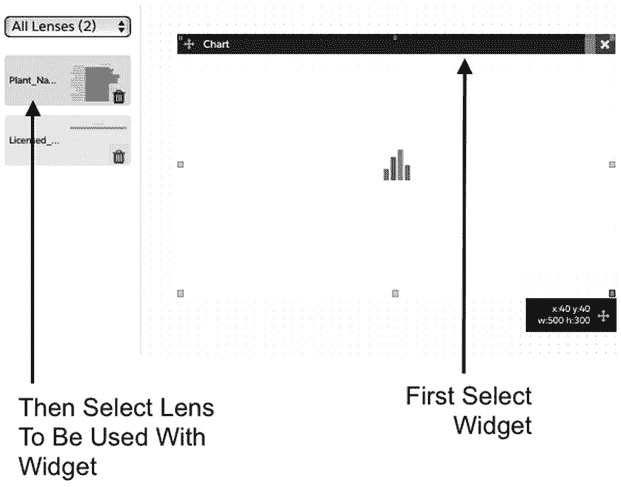 All Lenses (2)
Chart
Plant_Na...
Licensed_...
x:40 y:40
w:500 h:300
First Select
Widget
Then Select Lens
To Be Used With
Widget